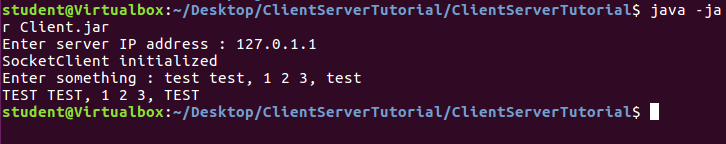 student@Virtualbox:~/Desktop/ClientServerTutorial/ClientServerTutorial$ java -ja
r Client.jar
Enter server IP address : 127.0.1.1
SocketClient initialized
Enter something : test test, 1 2 3, test
TEST TEST, 1 2 3, TEST
student@Virtualbox:~/Desktop/ClientServerTutorial/ClientServerTutorial$